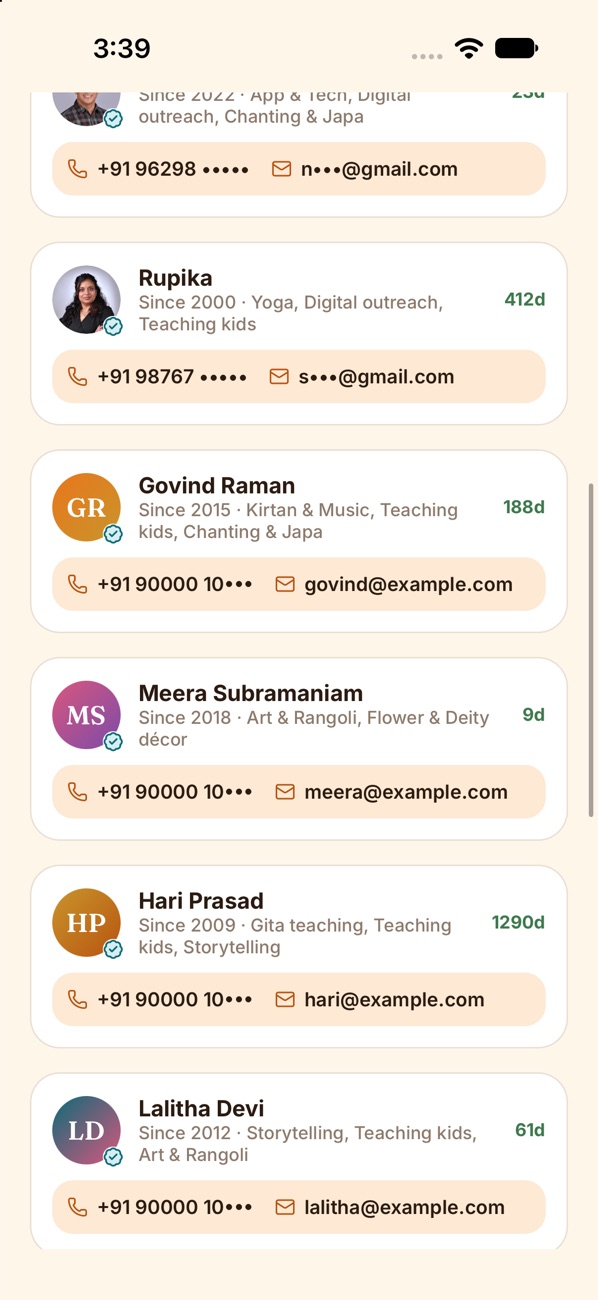 3:39
Since 2022 · App & Tech, Digital
23d
outreach, Chanting & Japa
+91 96298 •••••
n•••@gmail.com
Rupika
Since 2000 · Yoga, Digital outreach,
Teaching kids
412d
+91 98767 •••••
s•••@gmail.com
GR
Govind Raman
Since 2015 · Kirtan & Music, Teaching
kids, Chanting & Japa
188d
+91 90000 10•••
govind@example.com
MS
Meera Subramaniam
Since 2018 · Art & Rangoli, Flower & Deity
décor
9d
+91 90000 10•••
meera@example.com
HP
Hari Prasad
Since 2009 · Gita teaching, Teaching
kids, Storytelling
1290d
+91 90000 10•••
hari@example.com
LD
Lalitha Devi
Since 2012 · Storytelling, Teaching kids,
Art & Rangoli
61d
+91 90000 10•••
lalitha@example.com